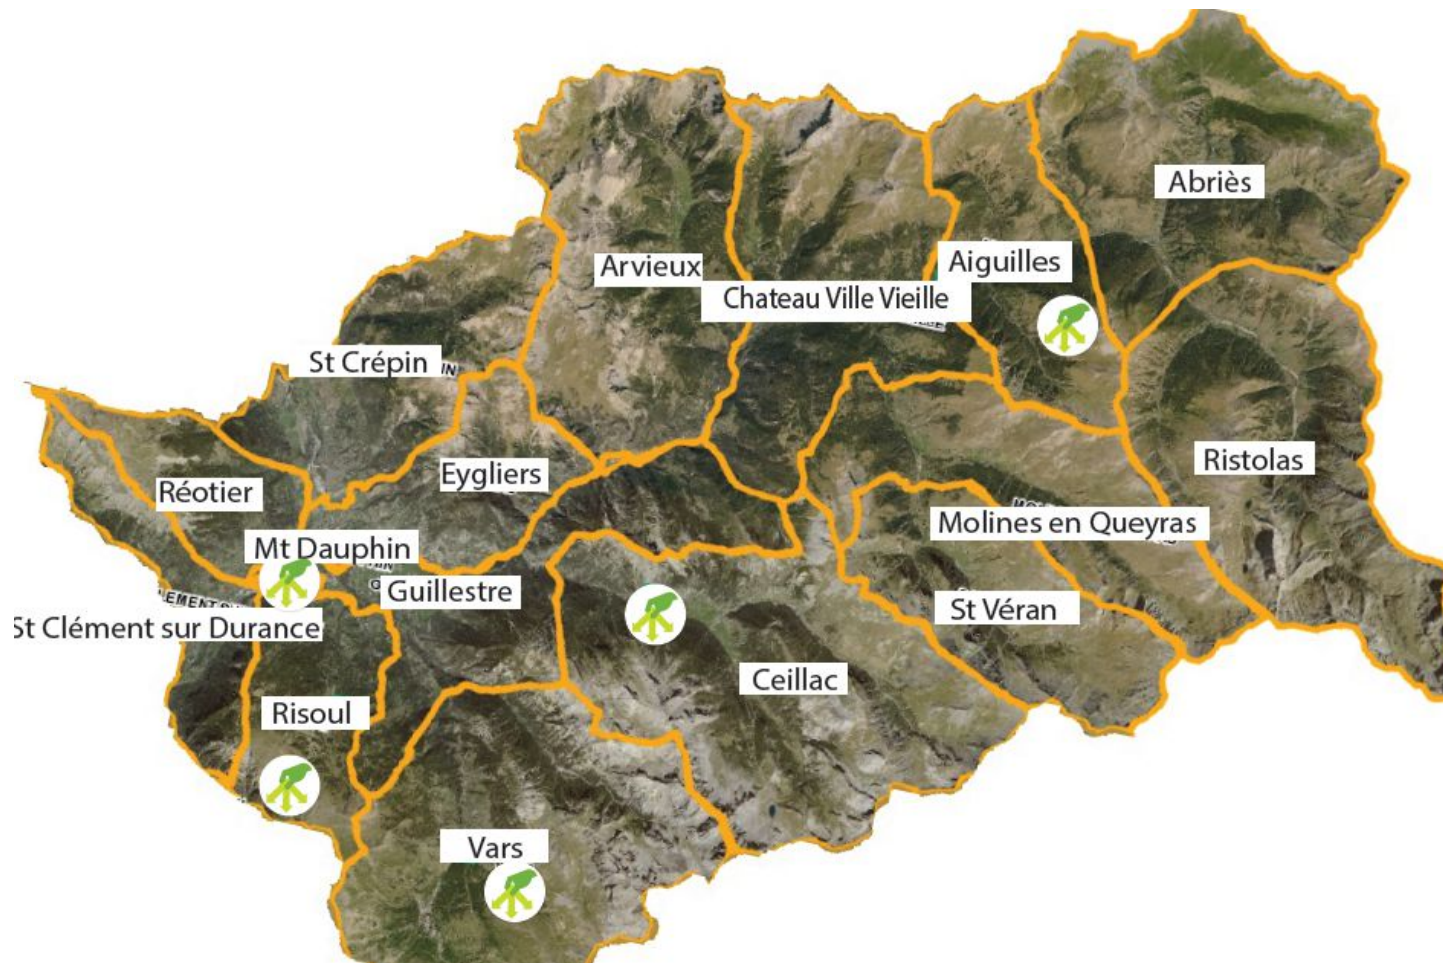 Abriès
Aiguilles
Arvieux
Chateau Ville Vieille
St Crépin
Ristolas
Eygliers
Réotier
Molines en Queyras
Mt Dauphin
Guillestre
St Véran
St Clément sur Durance
Ceillac
Risoul
Vars